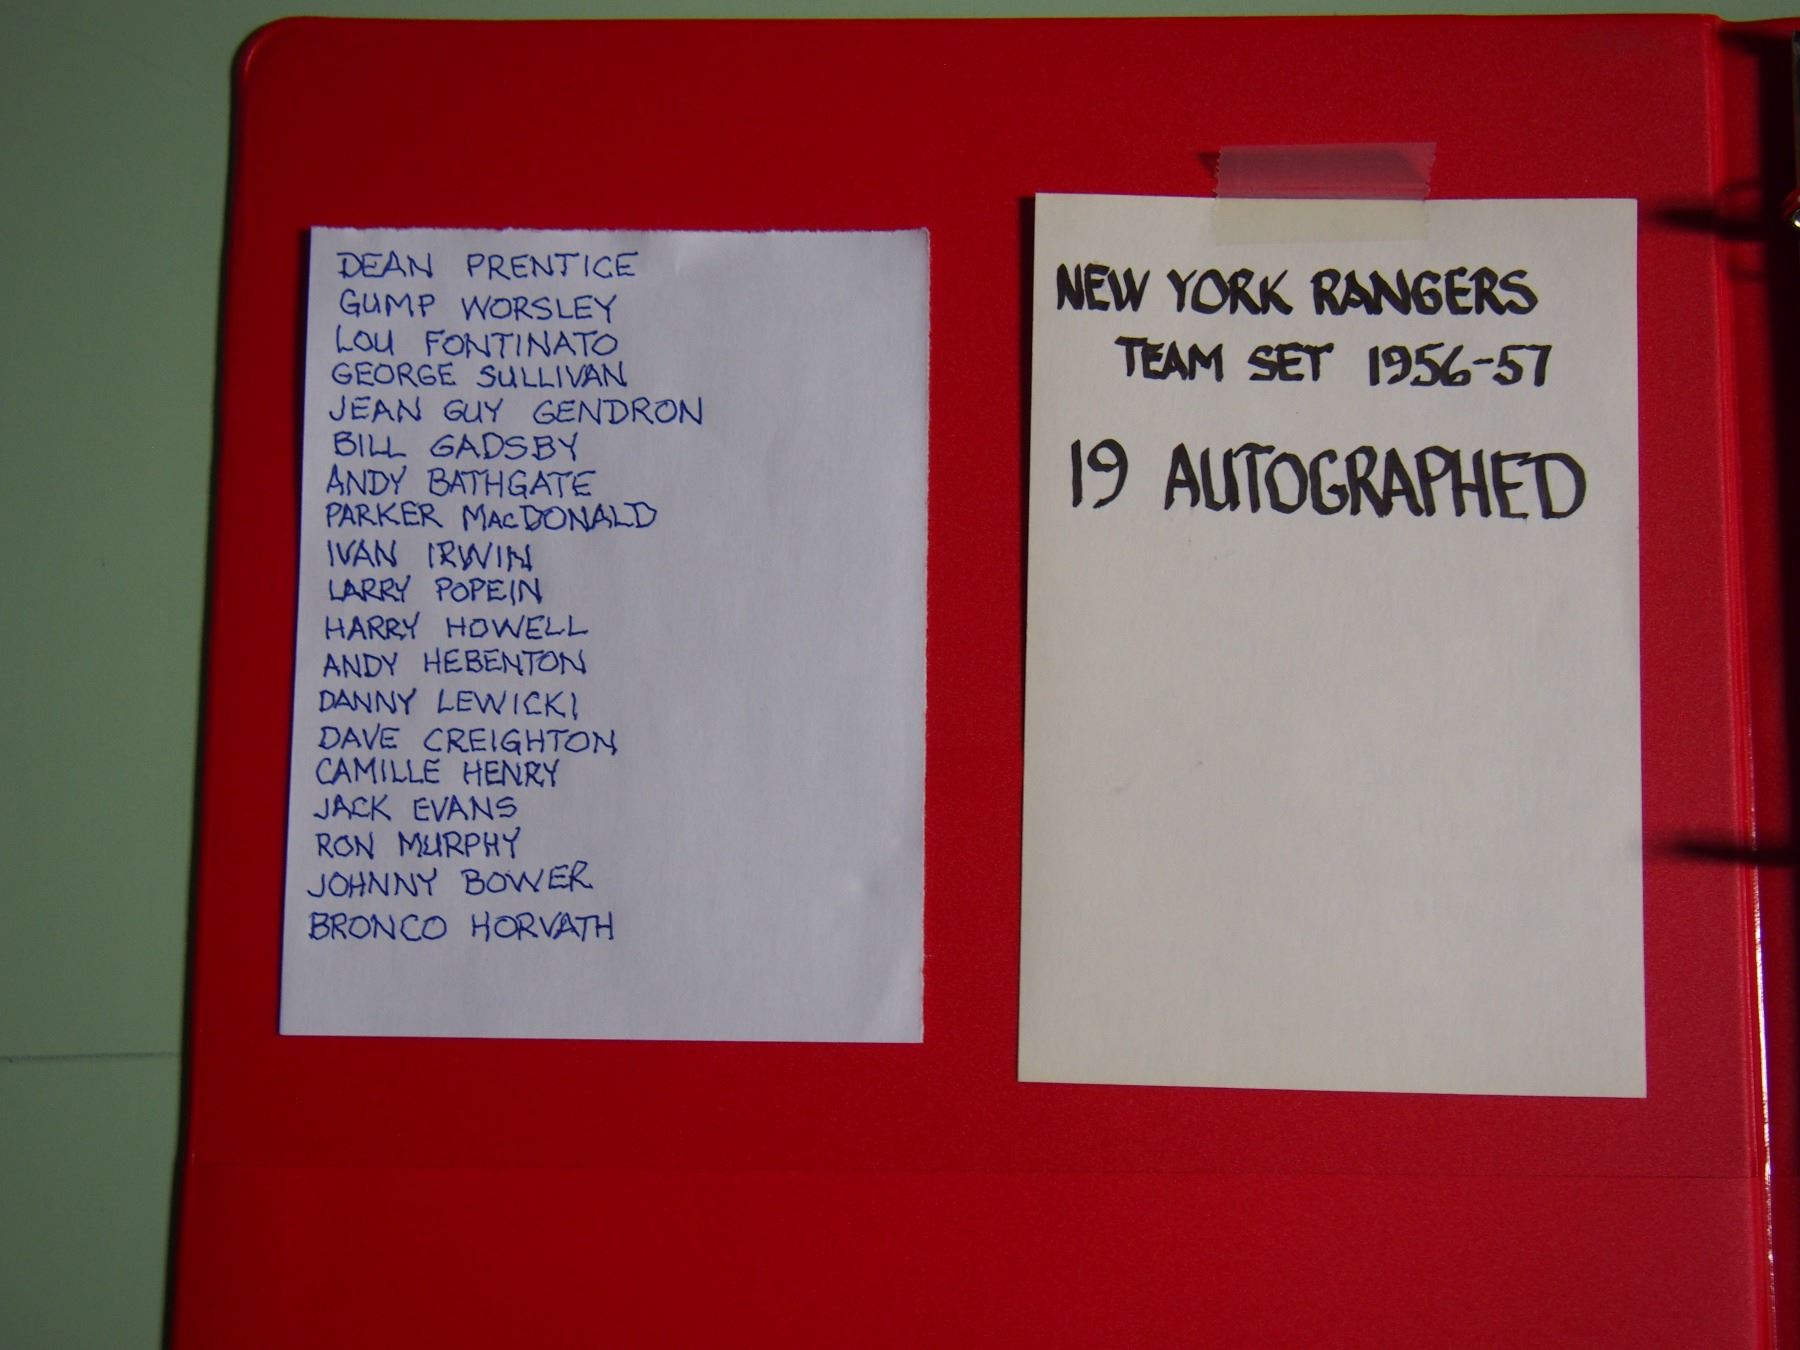 DEAN PRENTICE
GUMP WORSLEY
LOU FONTINATO
GEORGE SULLIVAN
JEAN GUY GENDRON
BILL GADSBY
ANDY BATHGATE
PARKER MacDONALD
IVAN IRWIN
LARRY POPEIN
HARRY HOWELL
ANDY HEBENTON
DANNY LEWICKI
DAVE CREIGHTON
CAMILLE HENRY
JACK EVANS
RON MURPHY
JOHNNY BOWER
BRONCO HORVATH
NEW YORK RANGERS
TEAM SET 1956-57
19 AUTOGRAPHED